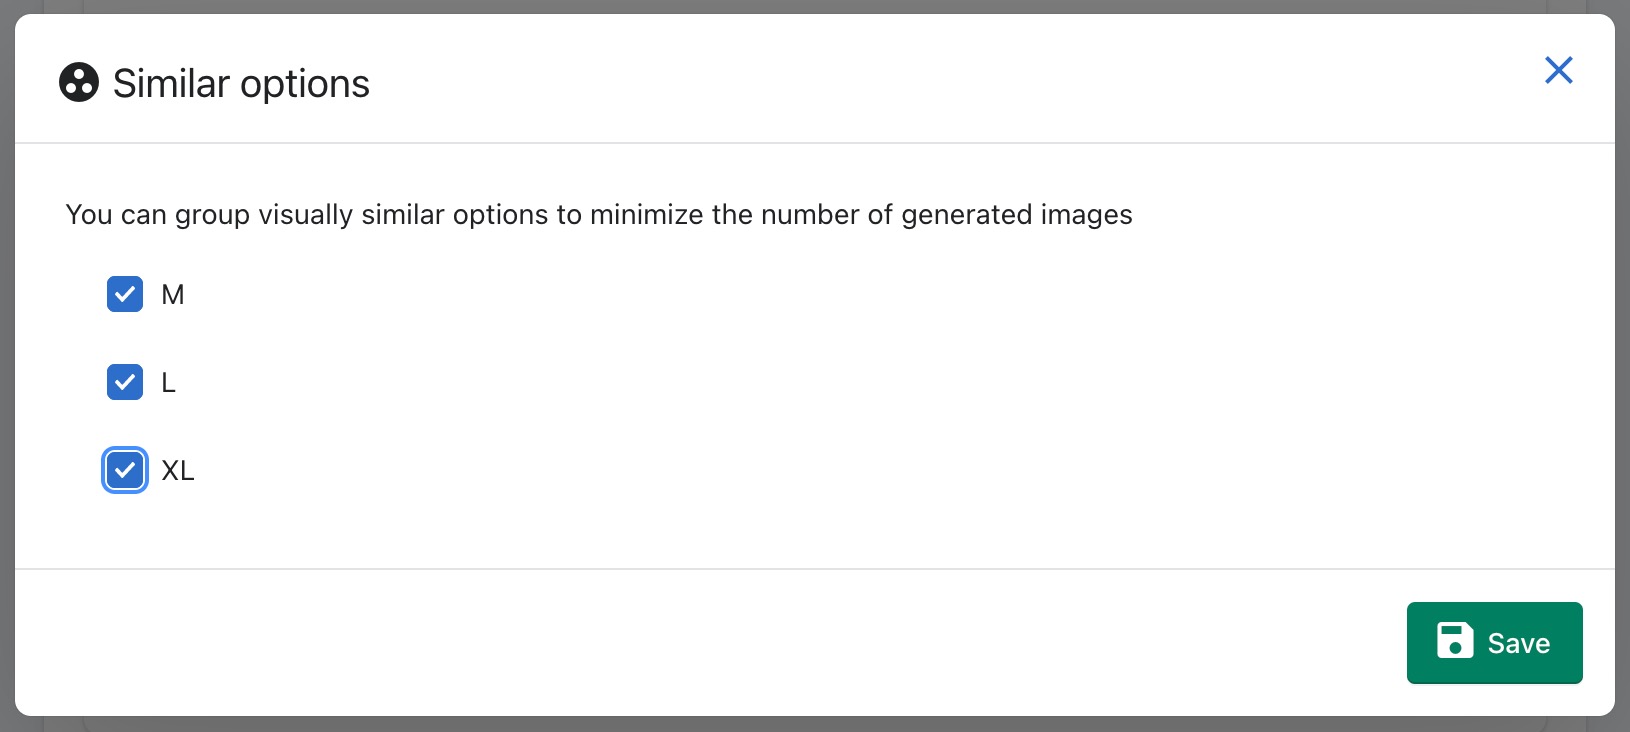 Similar options
You can group visually similar options to minimize the number of generated images
M
L
XL
Save